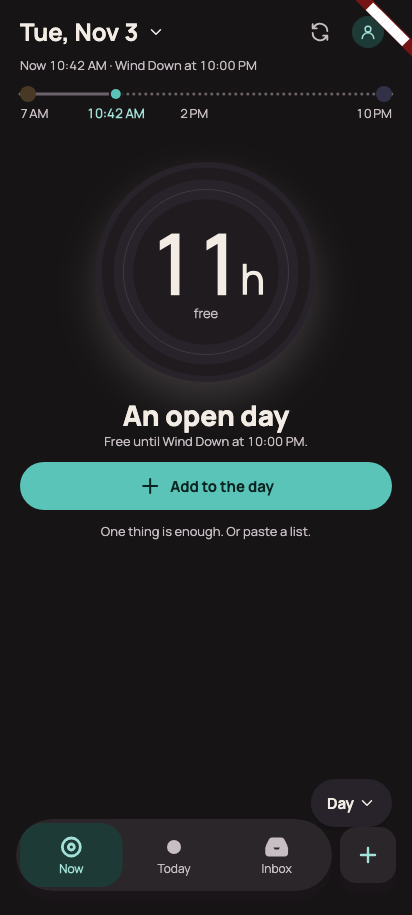 Tue, Nov 3
Now 10:42 AM · Wind Down at 10:00 PM
7 AM 10:42 AM 2 PM 10 PM
11h
free
An open day
Free until Wind Down at 10:00 PM.
Add to the day
One thing is enough. Or paste a list.
Day
Now Today Inbox